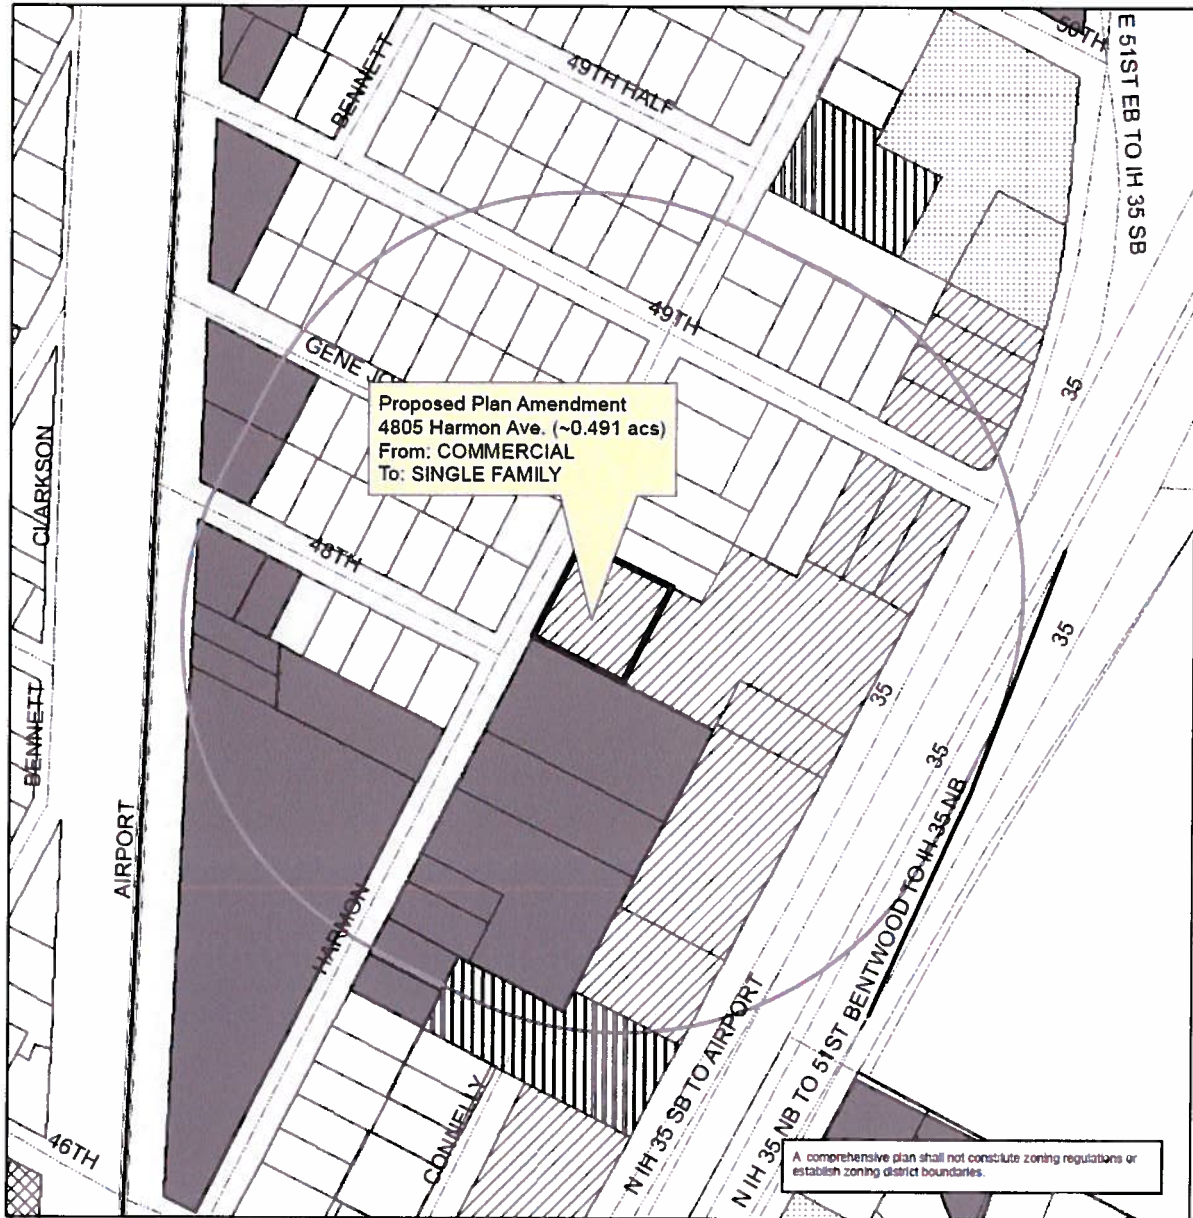 50TH
E 51ST EB TO IH 35 SB
BENNETT
49TH HALF
49TH
35
GENE
Proposed Plan Amendment
4805 Harmon Ave. (~0.491 acs)
From: COMMERCIAL
To: SINGLE FAMILY
CLARKSON
48TH
35
35
35
BENNETT
AIRPORT
HARMON
N IH 35 SB TO AIRPORT
N IH 35 NB TO 51ST BENTWOOD TO IH 35 NB
CONNELLY
46TH
A comprehensive plan shall not constitute zoning regulations or
establish zoning district boundaries.